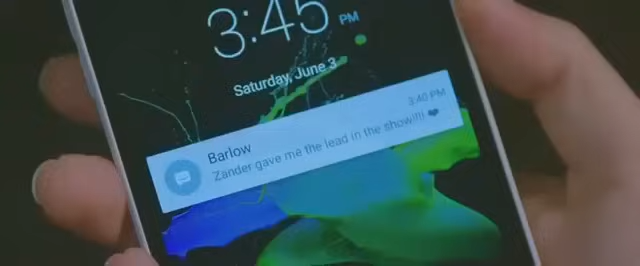 3:45 PM
Saturday, June 3
3:40 PM
Barlow
Zander gave me the lead in the show!!! ❤